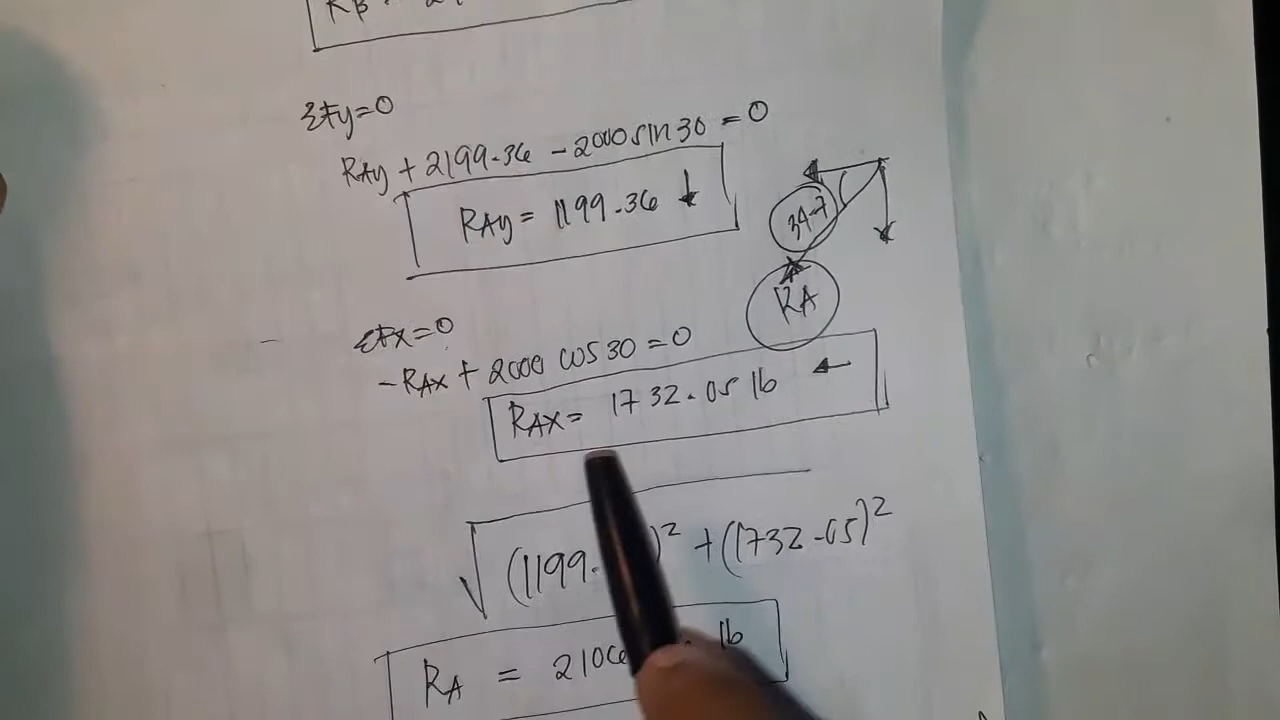 ΣFy=0
RAy + 2199.36 - 2000 sin 30 = 0
RAy = 1199.36 ↓
34.7
RA
ΣFx=0
-RAx + 2000 cos 30 = 0
RAx = 1732.05 lb ←
√(1199. )² + (1732.05)²
RA = 210 lb